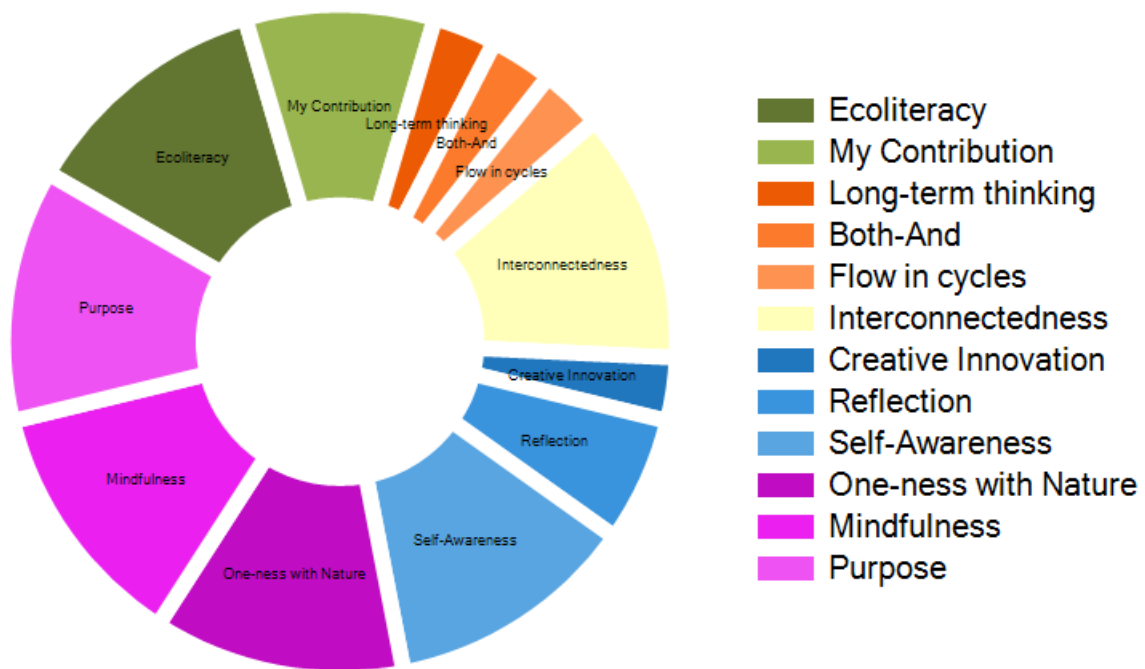 My Contribution
Long-term thinking
Both-And
Flow in cycles
Ecoliteracy
Interconnectedness
Purpose
Creative Innovation
Reflection
Mindfulness
Self-Awareness
One-ness with Nature
Ecoliteracy
My Contribution
Long-term thinking
Both-And
Flow in cycles
Interconnectedness
Creative Innovation
Reflection
Self-Awareness
One-ness with Nature
Mindfulness
Purpose